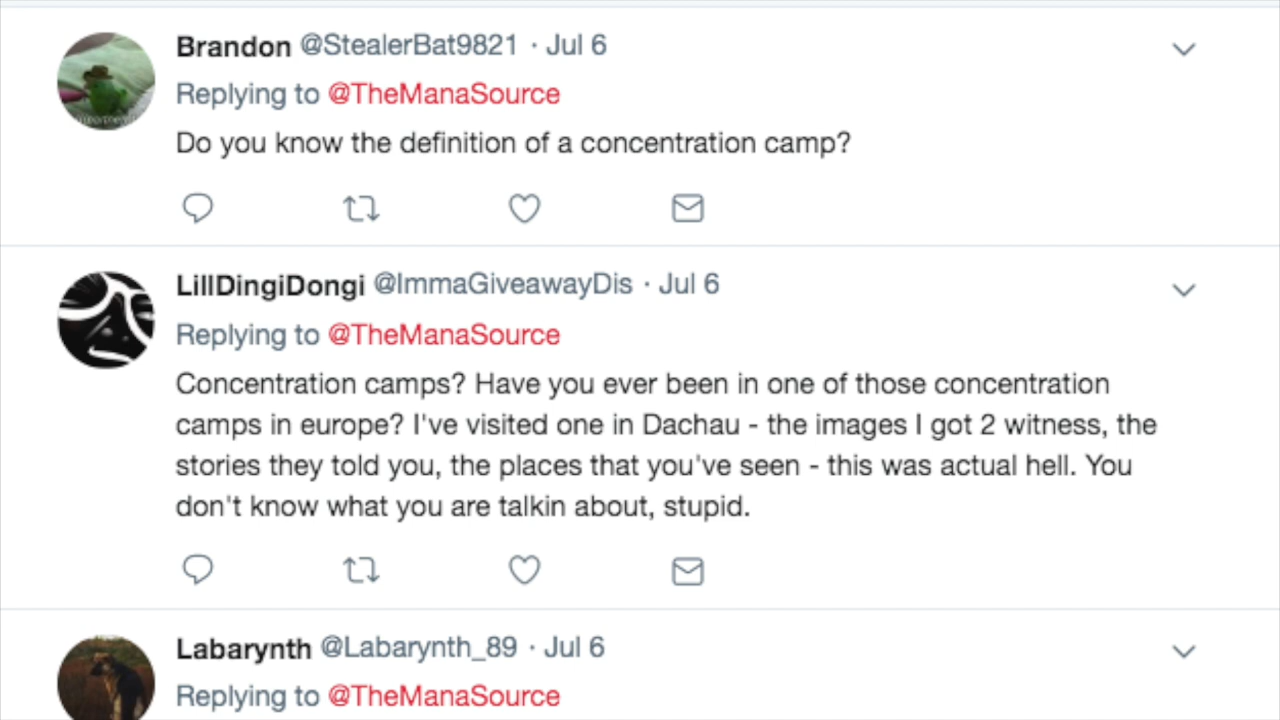 Brandon @StealerBat9821 · Jul 6
Replying to @TheManaSource
Do you know the definition of a concentration camp?
LillDingiDongi @ImmaGiveawayDis · Jul 6
Replying to @TheManaSource
Concentration camps? Have you ever been in one of those concentration
camps in europe? I've visited one in Dachau - the images I got 2 witness, the
stories they told you, the places that you've seen - this was actual hell. You
don't know what you are talkin about, stupid.
Labarynth @Labarynth_89 · Jul 6
Replying to @TheManaSource